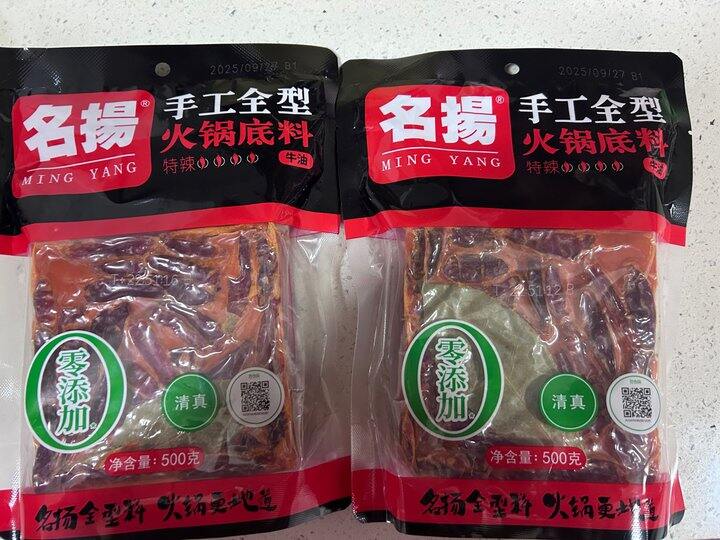 2025/09/27 B1
名揚®
MING YANG
手工全型
火锅底料
特辣
牛油
零添加
清真
净含量：500克
名扬全型料 火锅更地道
2025/09/27 B1
名揚®
MING YANG
手工全型
火锅底料
特辣
牛油
零添加
清真
净含量：500克
名扬全型料 火锅更地道